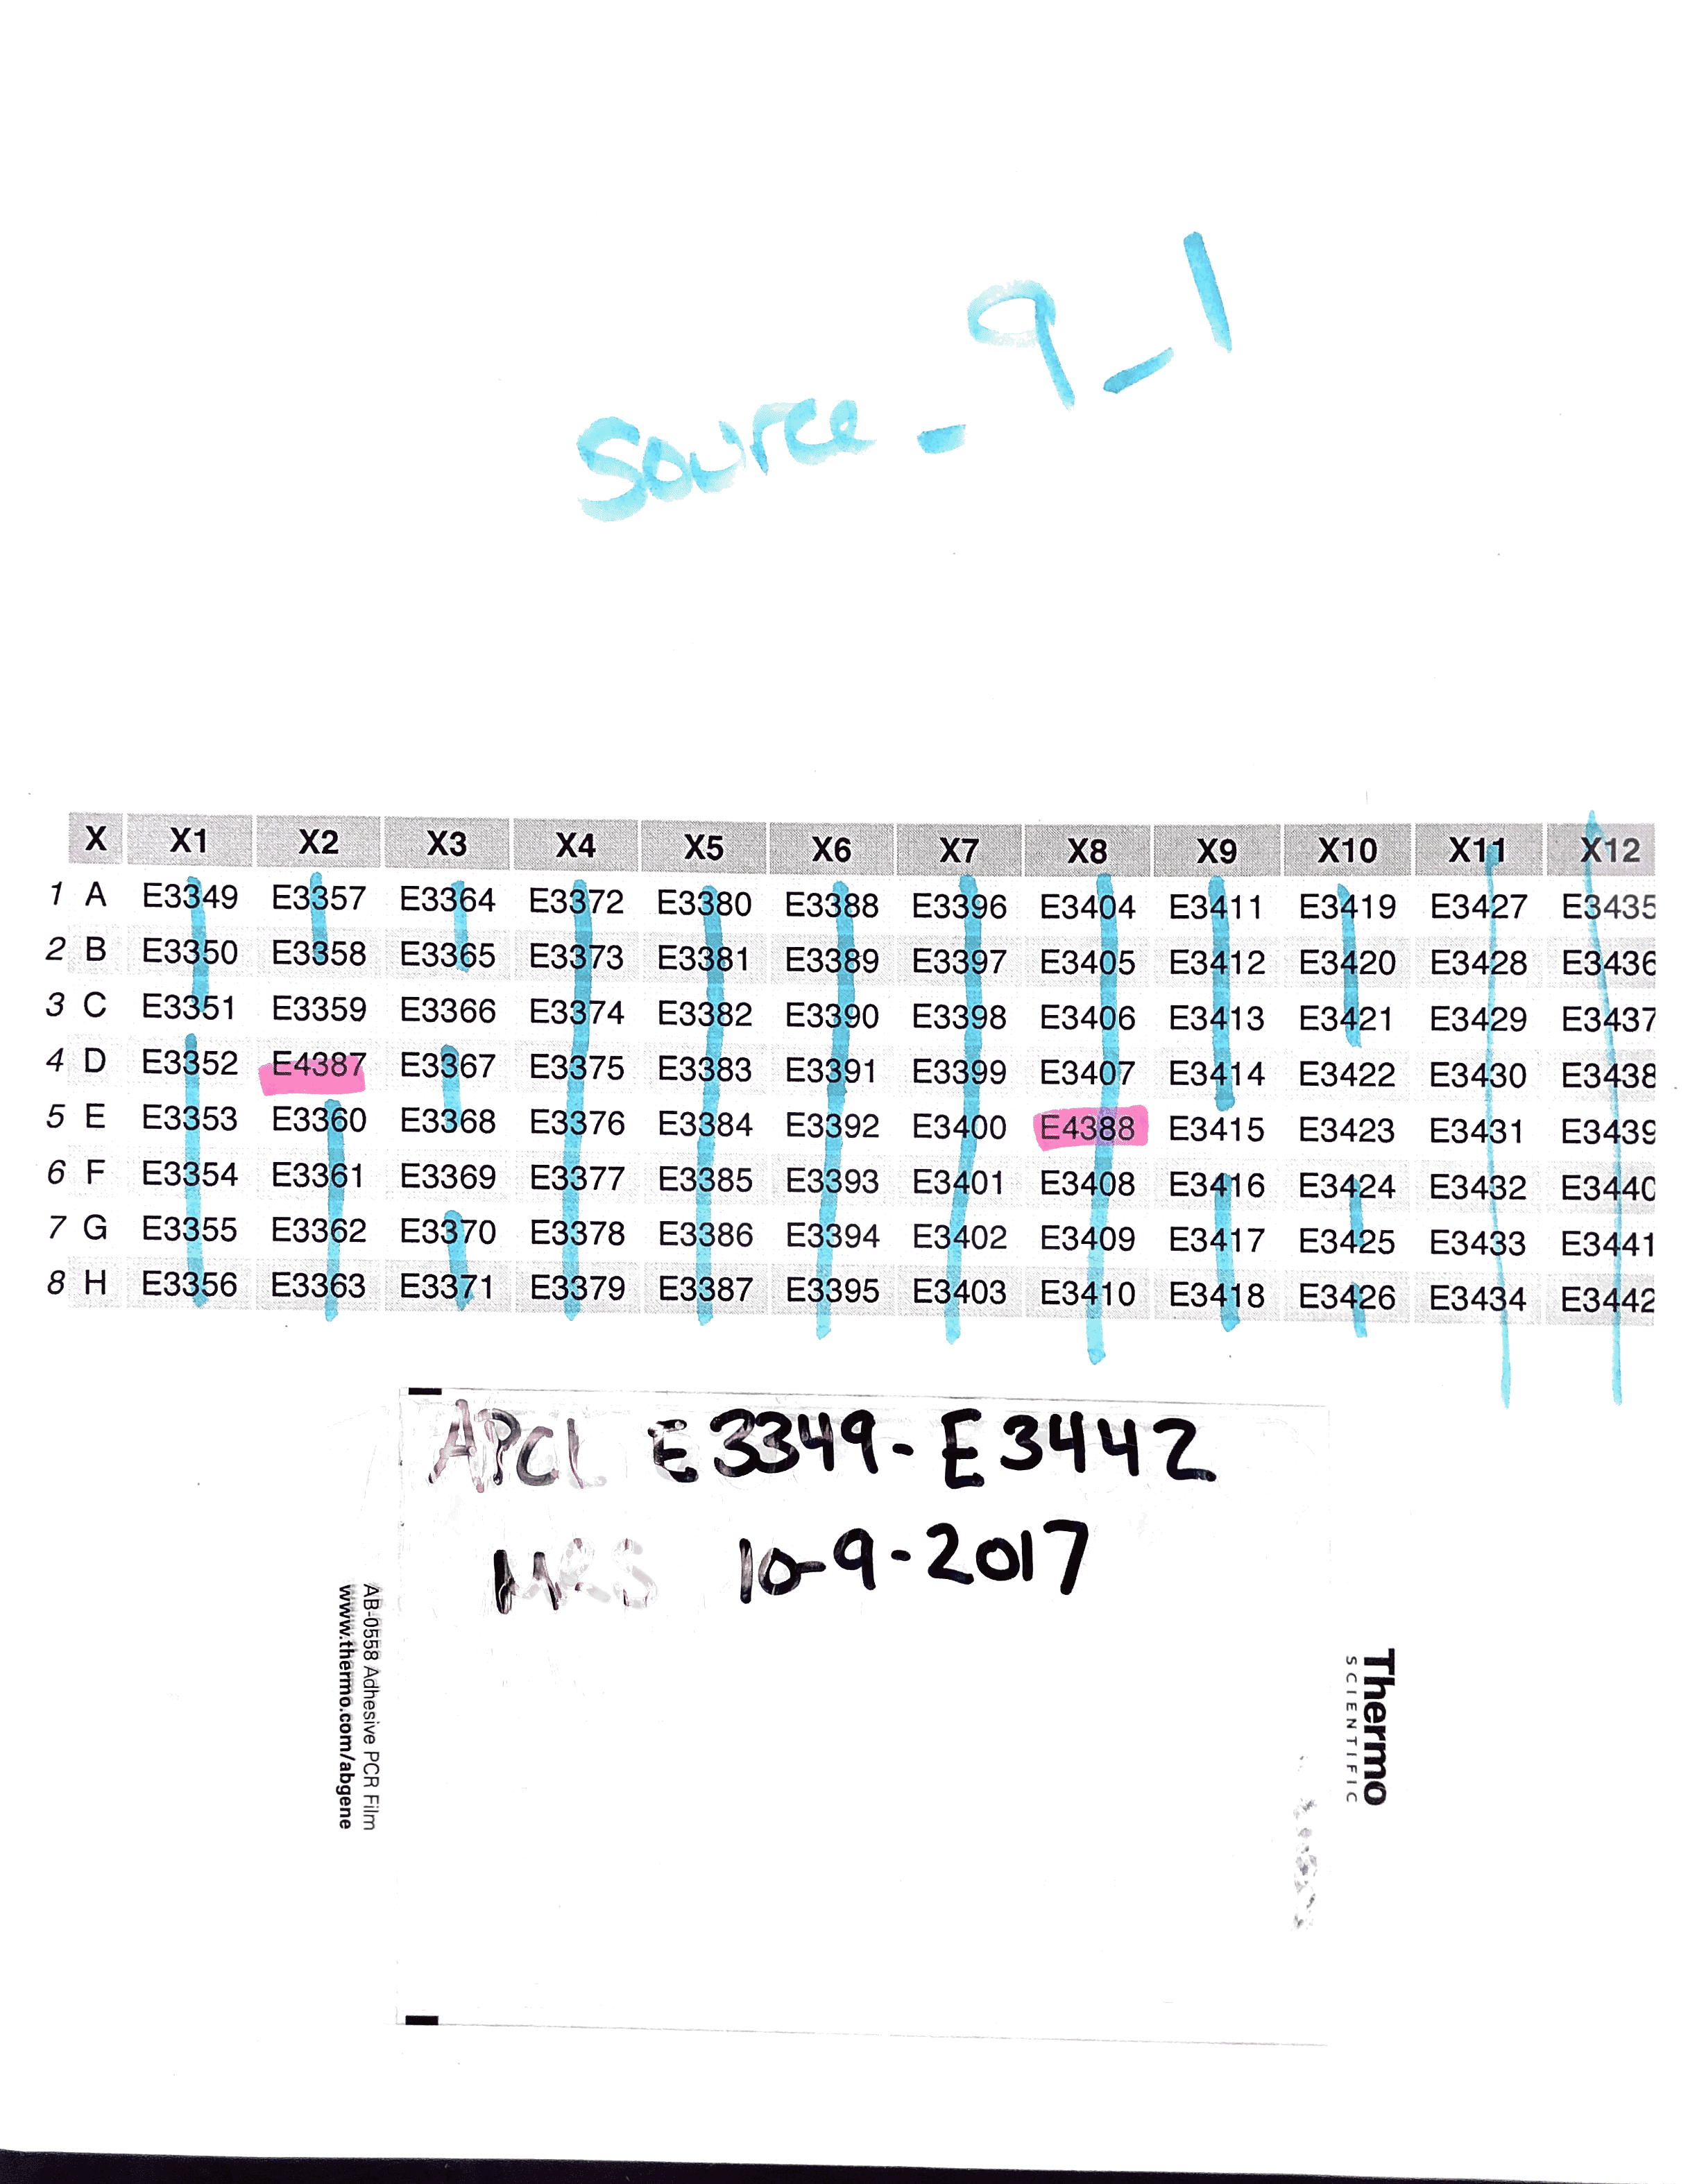 source_9_1
X X1 X2 X3 X4 X5 X6 X7 X8 X9 X10 X11 X12
1 A E3349 E3357 E3364 E3372 E3380 E3388 E3396 E3404 E3411 E3419 E3427 E3435
2 B E3350 E3358 E3365 E3373 E3381 E3389 E3397 E3405 E3412 E3420 E3428 E3436
3 C E3351 E3359 E3366 E3374 E3382 E3390 E3398 E3406 E3413 E3421 E3429 E3437
4 D E3352 E4387 E3367 E3375 E3383 E3391 E3399 E3407 E3414 E3422 E3430 E3438
5 E E3353 E3360 E3368 E3376 E3384 E3392 E3400 E4388 E3415 E3423 E3431 E3439
6 F E3354 E3361 E3369 E3377 E3385 E3393 E3401 E3408 E3416 E3424 E3432 E3440
7 G E3355 E3362 E3370 E3378 E3386 E3394 E3402 E3409 E3417 E3425 E3433 E3441
8 H E3356 E3363 E3371 E3379 E3387 E3395 E3403 E3410 E3418 E3426 E3434 E3442
APCL E3349-E3442
MRS 10-9-2017
AB-0558 Adhesive PCR Film
www.thermo.com/abgene
Thermo
SCIENTIFIC